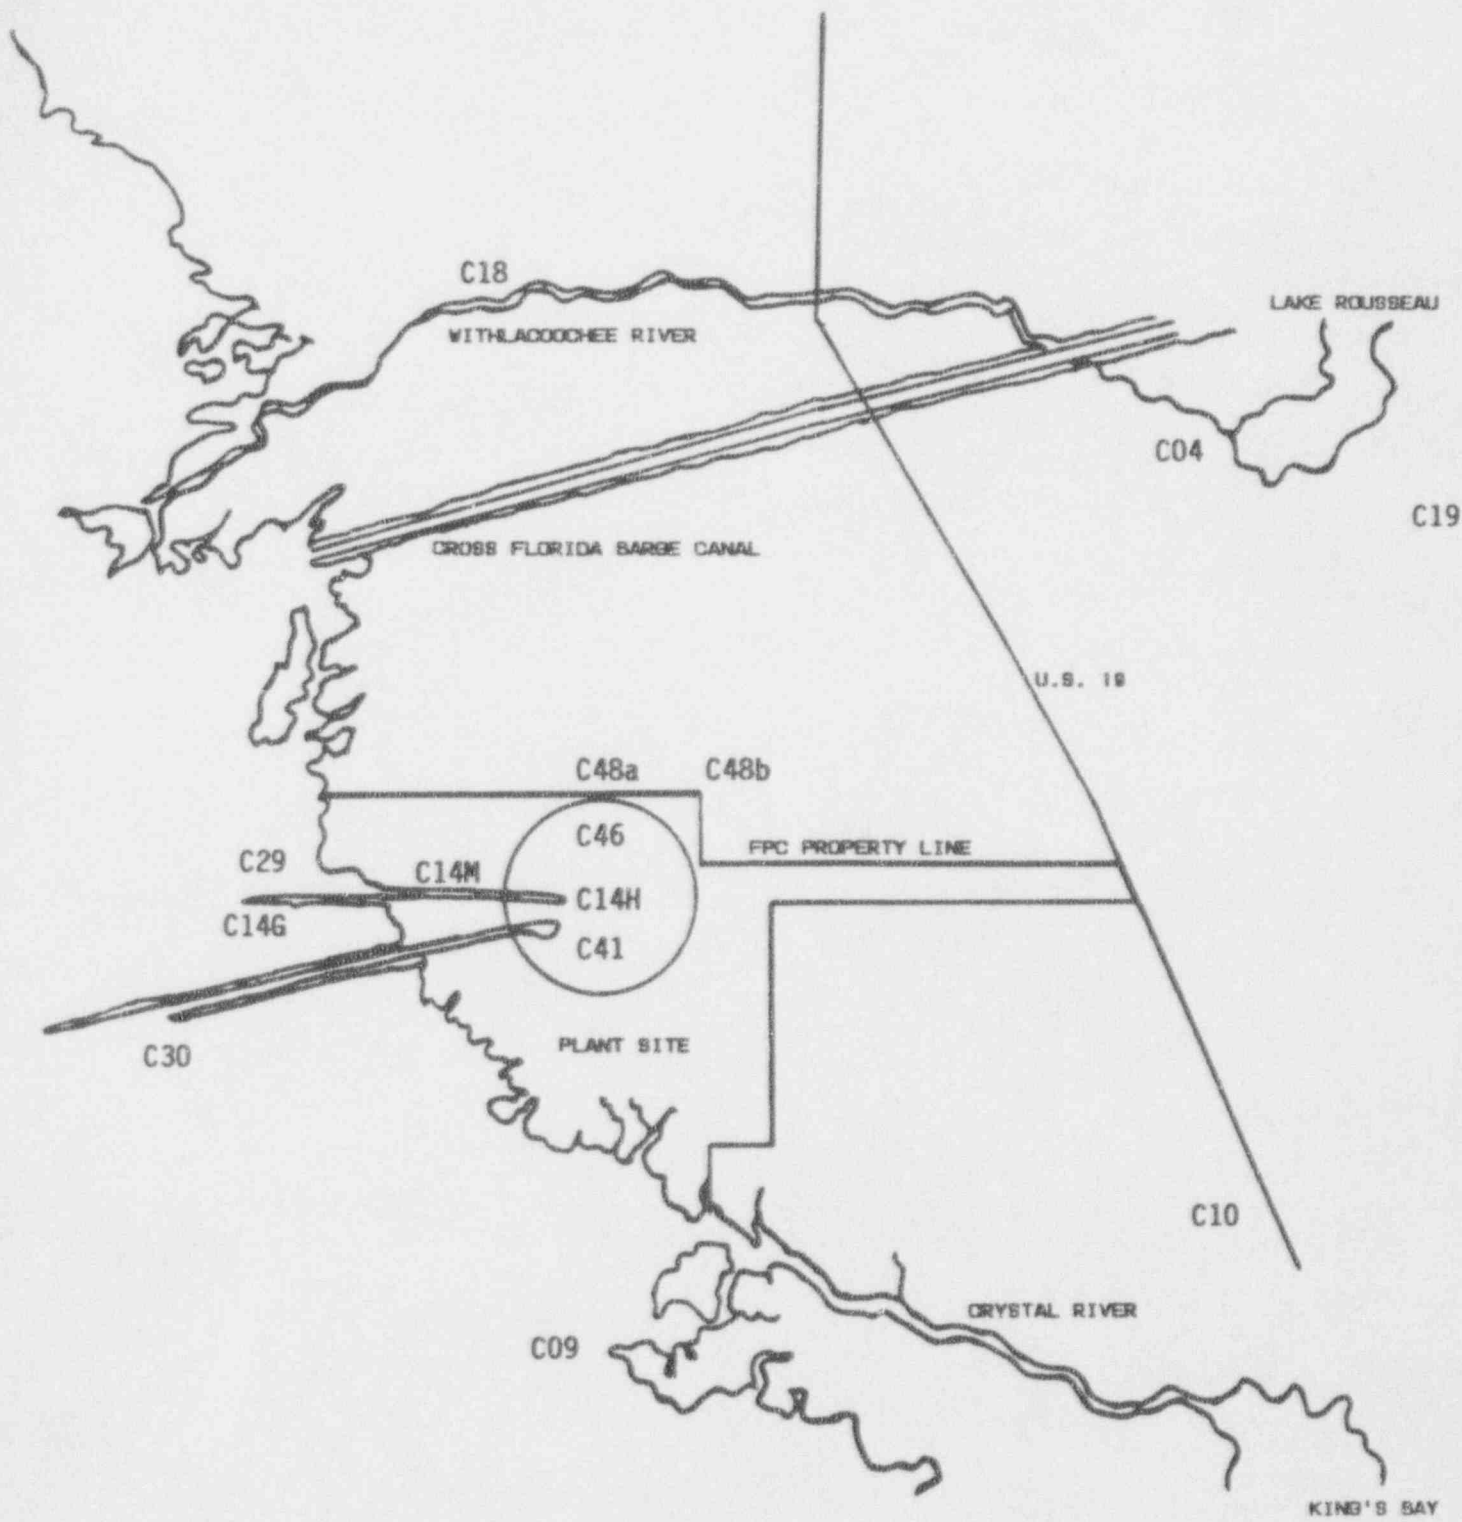 C18
LAKE ROUSSEAU
WITHLACOOCHEE RIVER
C04
C19
CROSS FLORIDA BARGE CANAL
U.S. 19
C48a
C48b
C46
FPC PROPERTY LINE
C29
C14M
C14H
C14G
C41
PLANT SITE
C30
C10
CRYSTAL RIVER
C09
KING'S BAY